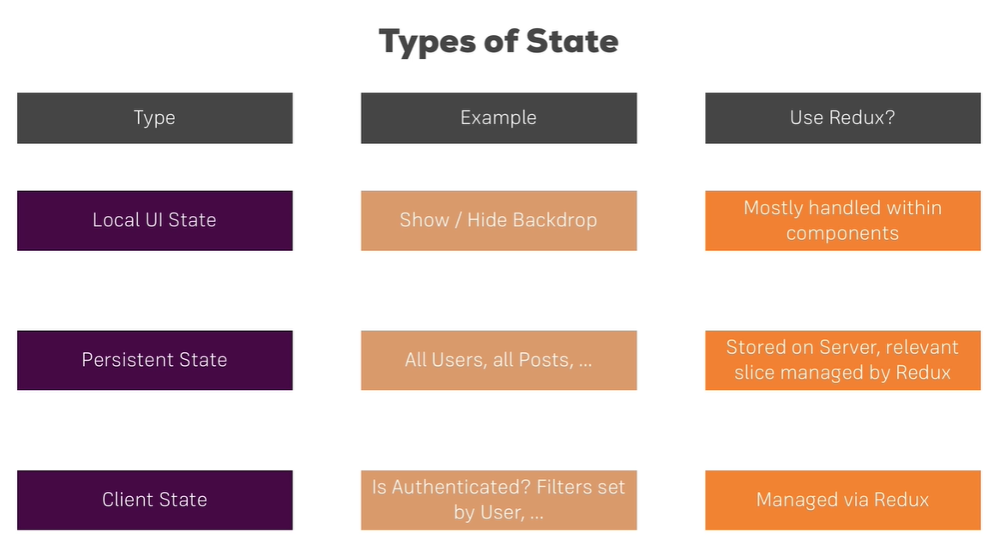 Types of State
Type
Example
Use Redux?
Local UI State
Show / Hide Backdrop
Mostly handled within
components
Persistent State
All Users, all Posts, ...
Stored on Server, relevant
slice managed by Redux
Client State
Is Authenticated? Filters set
by User, ...
Managed via Redux